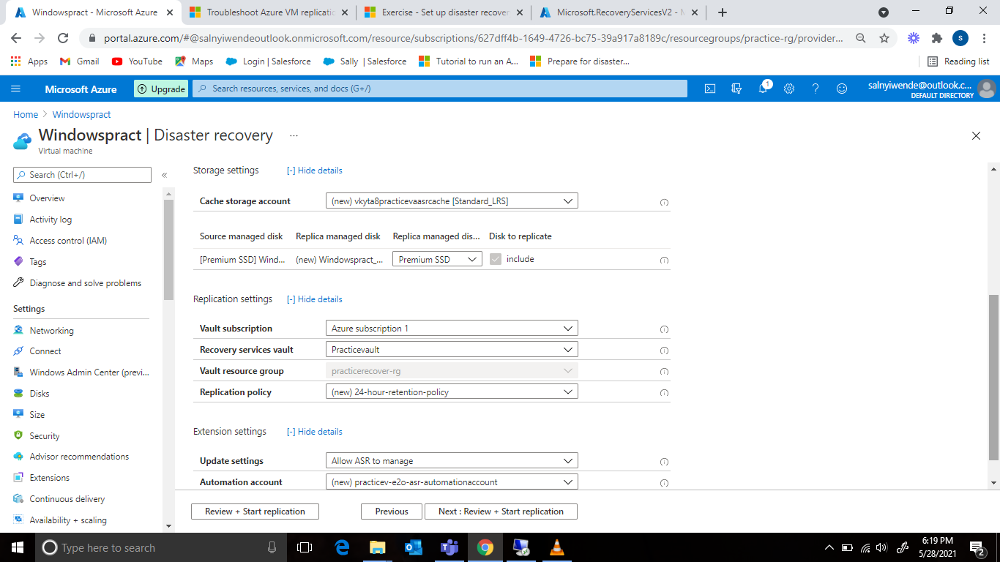 Windowspract - Microsoft Azure
Troubleshoot Azure VM replicatio
Exercise - Set up disaster recover
Microsoft.RecoveryServicesV2 - M
portal.azure.com/#@salnyiwendeoutlook.onmicrosoft.com/resource/subscriptions/627dff4b-1649-4726-bc75-39a917a8189c/resourcegroups/practice-rg/provider...
S
Apps
Gmail
YouTube
Maps
Login | Salesforce
Sally | Salesforce
Tutorial to run an A...
Prepare for disaster...
Reading list
Microsoft Azure
Upgrade
Search resources, services, and docs (G+/)
1
salnyiwende@outlook.c...
DEFAULT DIRECTORY
Home > Windowspract
Windowspract | Disaster recovery ...
Virtual machine
Search (Ctrl+/)
«
Overview
Activity log
Access control (IAM)
Tags
Diagnose and solve problems
Settings
Networking
Connect
Windows Admin Center (previ...
Disks
Size
Security
Advisor recommendations
Extensions
Continuous delivery
Availability + scaling
Storage settings [-] Hide details
Cache storage account (new) vkyta8practicevaasrcache [Standard_LRS]
Source managed disk Replica managed disk Replica managed dis... Disk to replicate
[Premium SSD] Wind... (new) Windowspract_... Premium SSD include
Replication settings [-] Hide details
Vault subscription Azure subscription 1
Recovery services vault Practicevault
Vault resource group practicerecover-rg
Replication policy (new) 24-hour-retention-policy
Extension settings [-] Hide details
Update settings Allow ASR to manage
Automation account (new) practicev-e2o-asr-automationaccount
Review + Start replication Previous Next : Review + Start replication
Type here to search
6:19 PM
5/28/2021
2